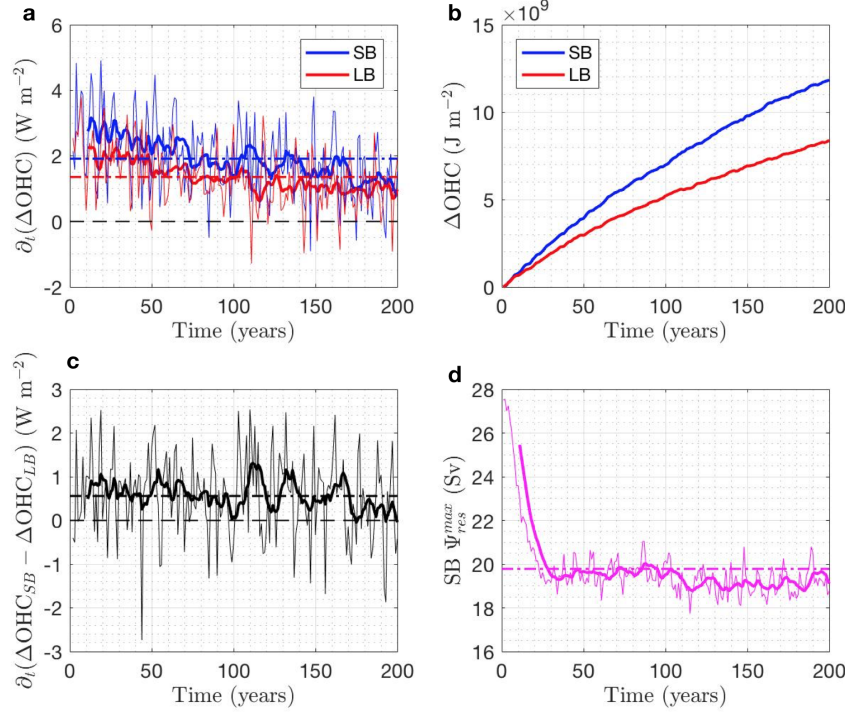 a
6
4
2
0
-2
∂ₜ(ΔOHC) (W m⁻²)
SB
LB
0 50 100 150 200
Time (years)
b
×10⁹
15
10
5
0
ΔOHC (J m⁻²)
SB
LB
0 50 100 150 200
Time (years)
c
3
2
1
0
-1
-2
-3
∂ₜ(ΔOHC_SB − ΔOHC_LB) (W m⁻²)
0 50 100 150 200
Time (years)
d
28
26
24
22
20
18
16
SB Ψ_res^max (Sv)
0 50 100 150 200
Time (years)